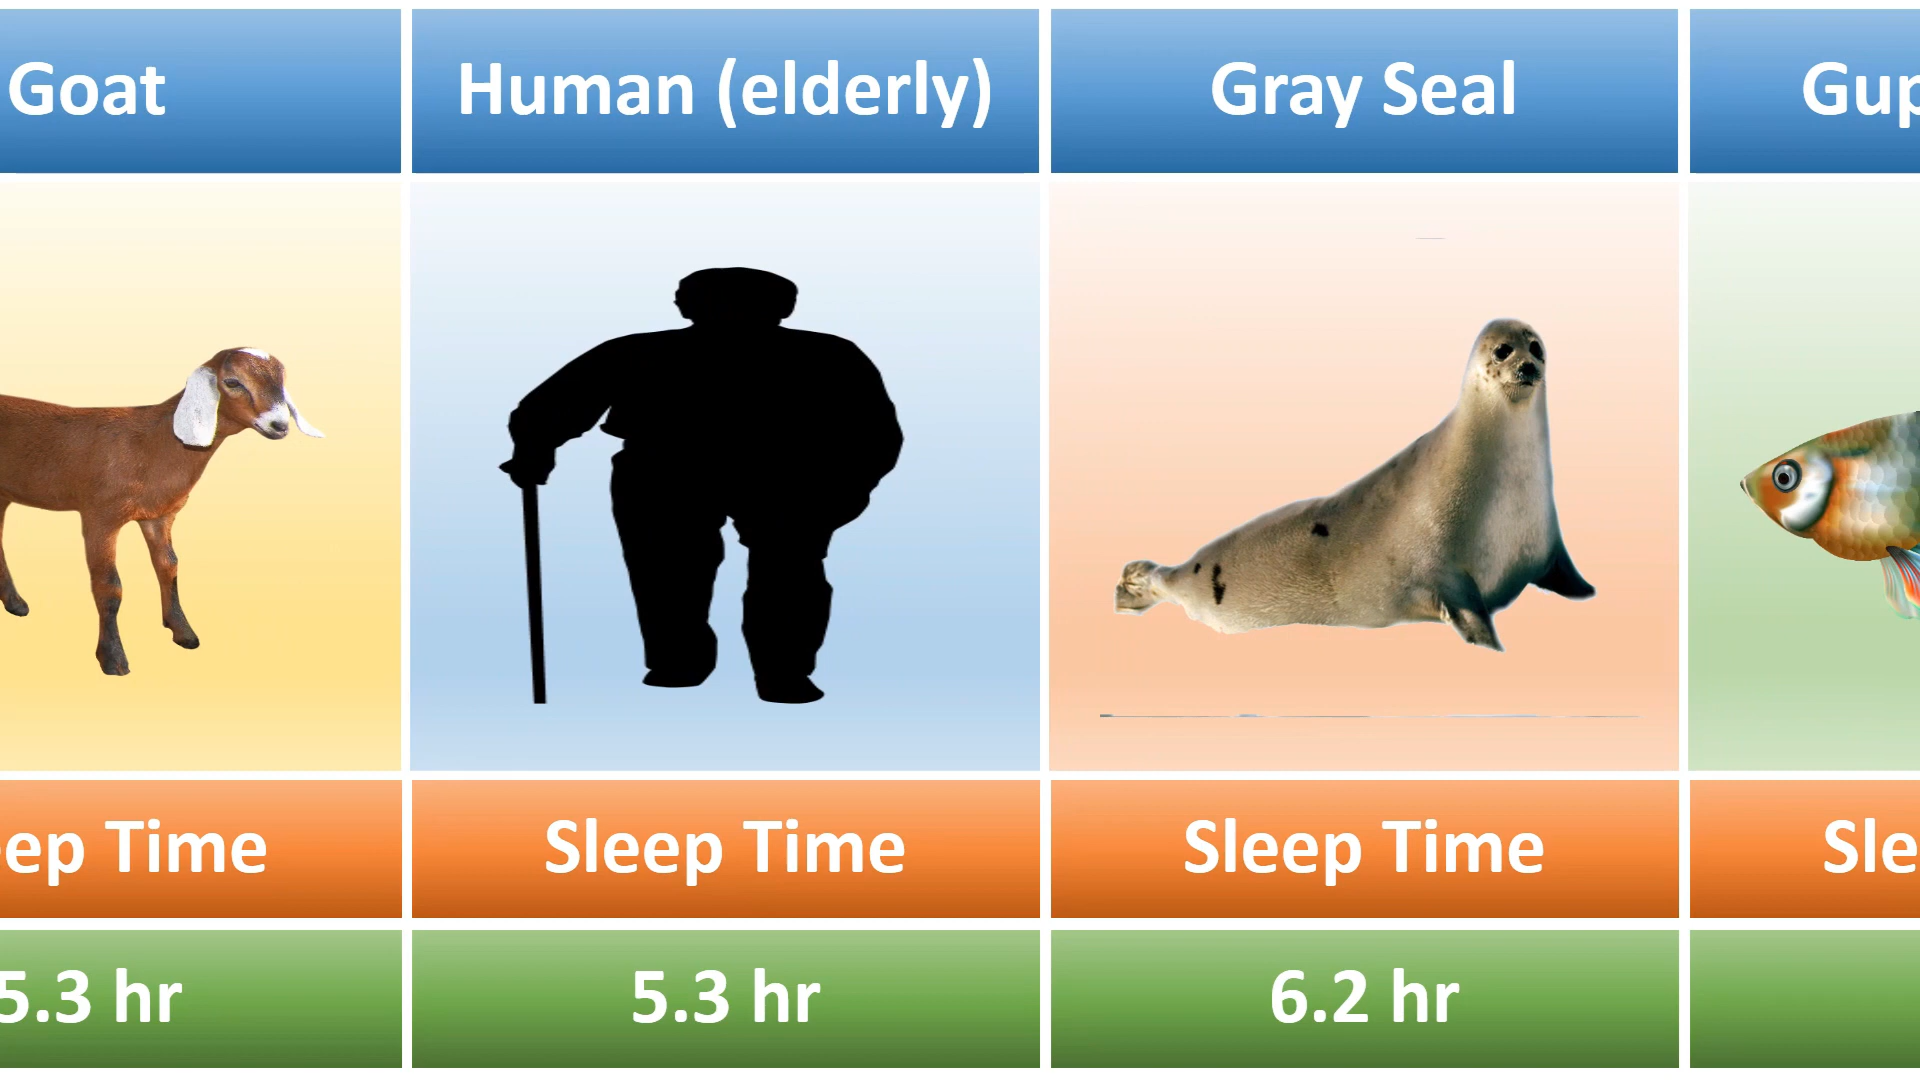 Goat
Human (elderly)
Gray Seal
Gup
eep Time
Sleep Time
Sleep Time
Sle
5.3 hr
5.3 hr
6.2 hr